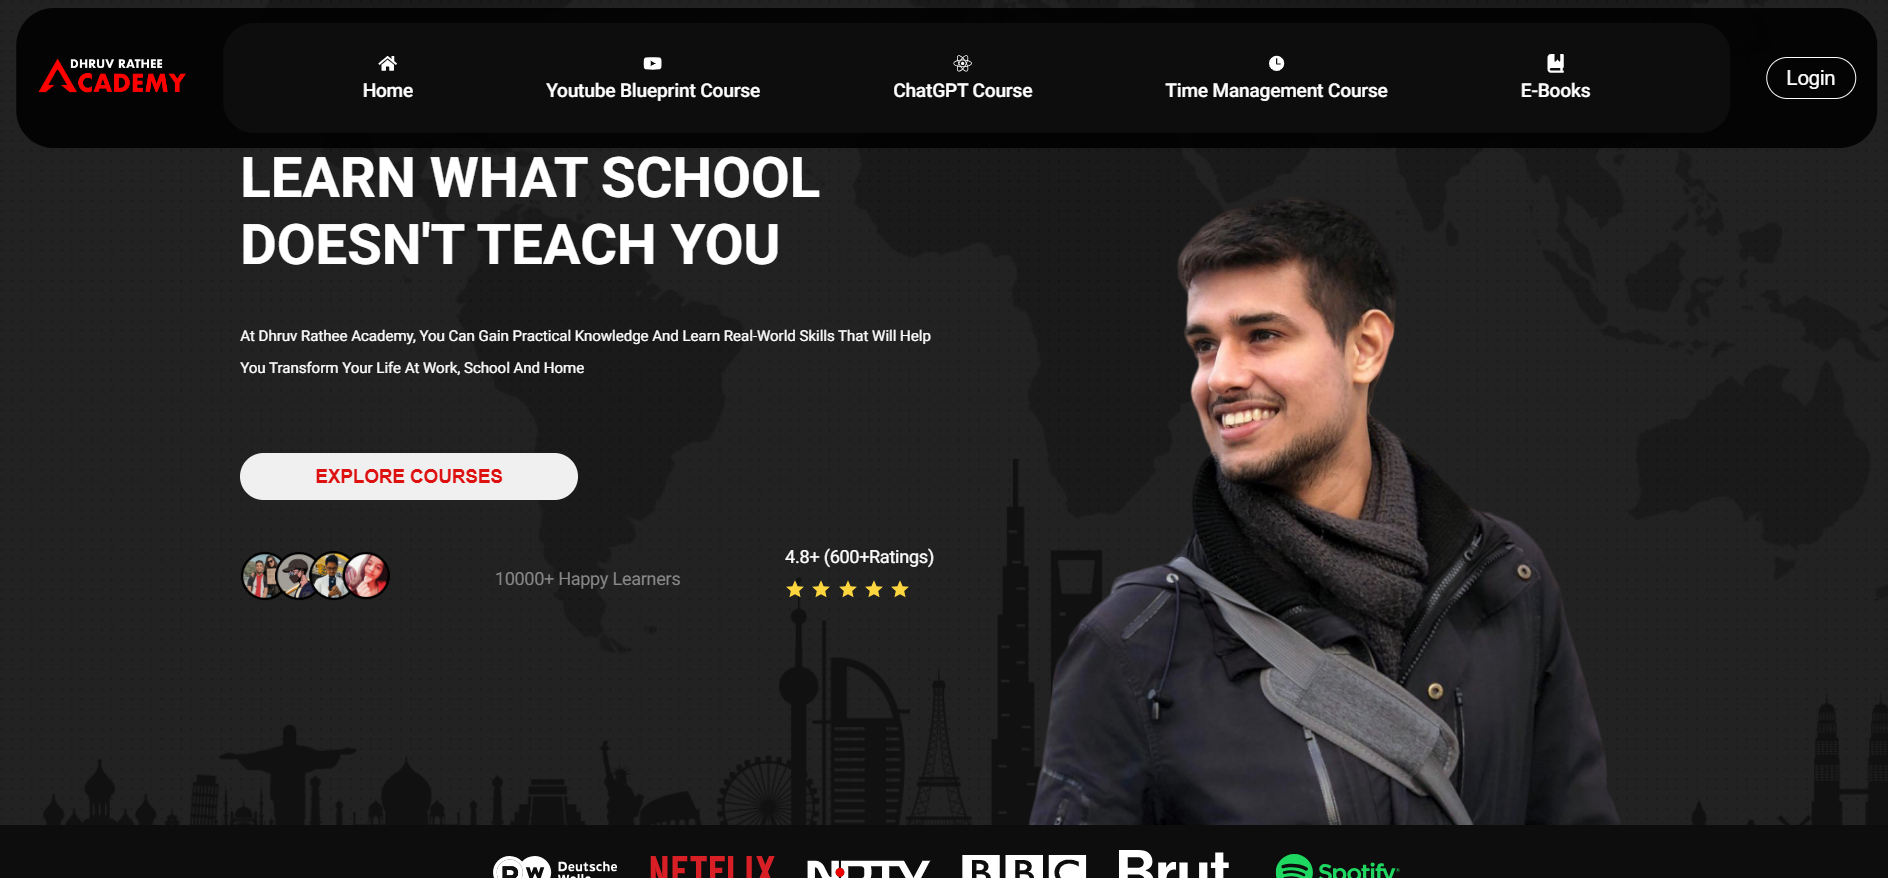 DHRUV RATHEE
ACADEMY
Home
Youtube Blueprint Course
ChatGPT Course
Time Management Course
E-Books
Login
LEARN WHAT SCHOOL
DOESN'T TEACH YOU
At Dhruv Rathee Academy, You Can Gain Practical Knowledge And Learn Real-World Skills That Will Help
You Transform Your Life At Work, School And Home
EXPLORE COURSES
10000+ Happy Learners
4.8+ (600+Ratings)
DW Deutsche
Welle
NETFLIX
NDTV
BBC
Brut
Spotify